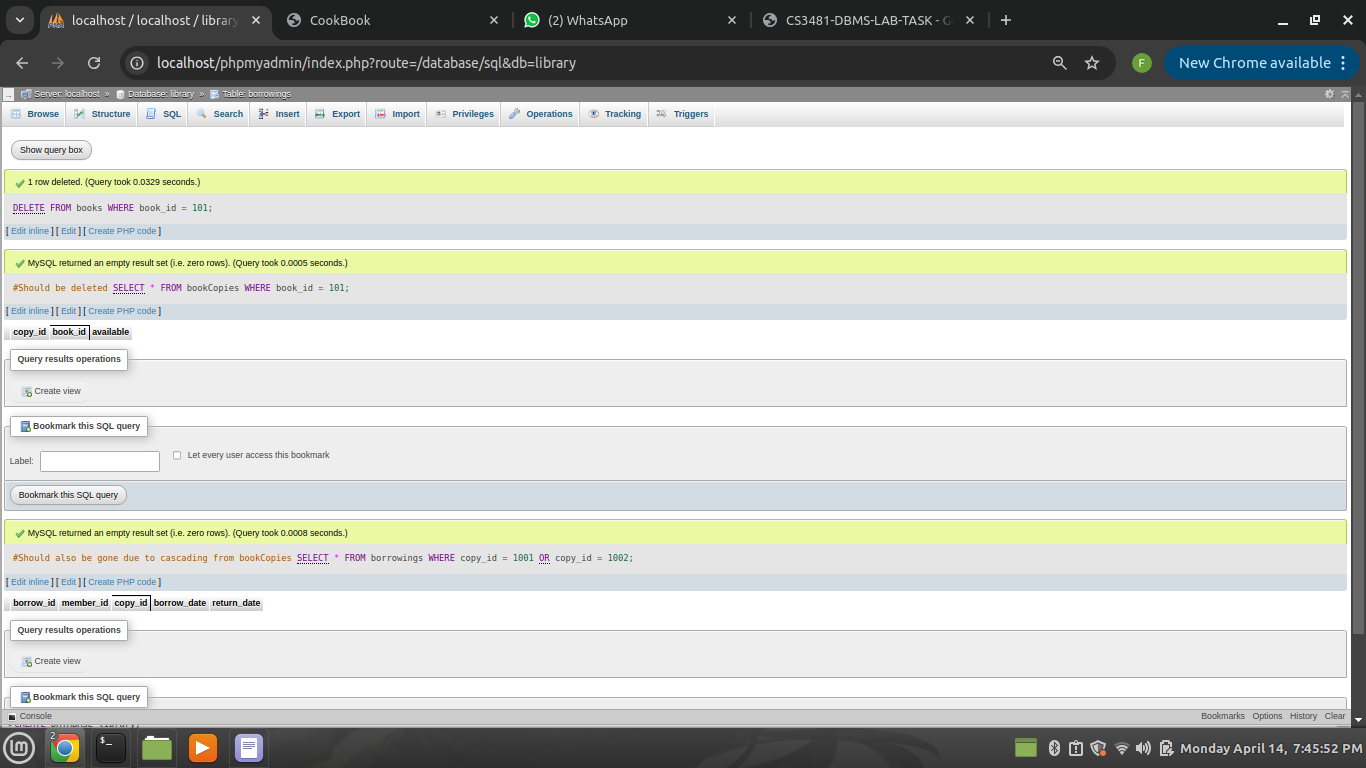 localhost / localhost / library
CookBook
(2) WhatsApp
CS3481-DBMS-LAB-TASK - G
localhost/phpmyadmin/index.php?route=/database/sql&db=library
F
New Chrome available
Server: localhost » Database: library » Table: borrowings
Browse Structure SQL Search Insert Export Import Privileges Operations Tracking Triggers
Show query box
1 row deleted. (Query took 0.0329 seconds.)
DELETE FROM books WHERE book_id = 101;
[ Edit inline ] [ Edit ] [ Create PHP code ]
MySQL returned an empty result set (i.e. zero rows). (Query took 0.0005 seconds.)
#Should be deleted SELECT * FROM bookCopies WHERE book_id = 101;
[ Edit inline ] [ Edit ] [ Create PHP code ]
copy_id book_id available
Query results operations
Create view
Bookmark this SQL query
Label: Let every user access this bookmark
Bookmark this SQL query
MySQL returned an empty result set (i.e. zero rows). (Query took 0.0008 seconds.)
#Should also be gone due to cascading from bookCopies SELECT * FROM borrowings WHERE copy_id = 1001 OR copy_id = 1002;
[ Edit inline ] [ Edit ] [ Create PHP code ]
borrow_id member_id copy_id borrow_date return_date
Query results operations
Create view
Bookmark this SQL query
Console Bookmarks Options History Clear
2
$_
Monday April 14, 7:45:52 PM